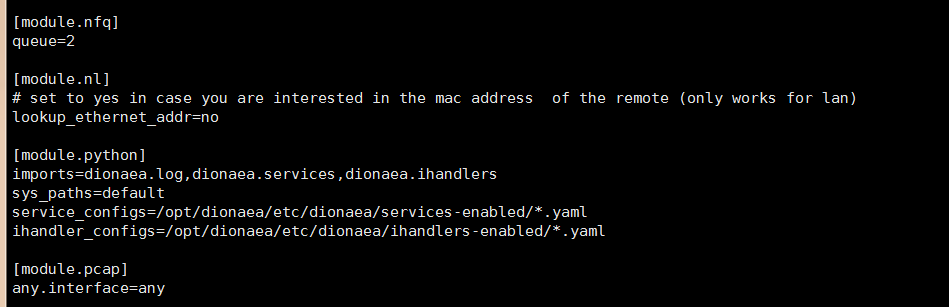 [module.nfq]
queue=2
[module.nl]
# set to yes in case you are interested in the mac address  of the remote (only works for lan)
lookup_ethernet_addr=no
[module.python]
imports=dionaea.log,dionaea.services,dionaea.ihandlers
sys_paths=default
service_configs=/opt/dionaea/etc/dionaea/services-enabled/*.yaml
ihandler_configs=/opt/dionaea/etc/dionaea/ihandlers-enabled/*.yaml
[module.pcap]
any.interface=any